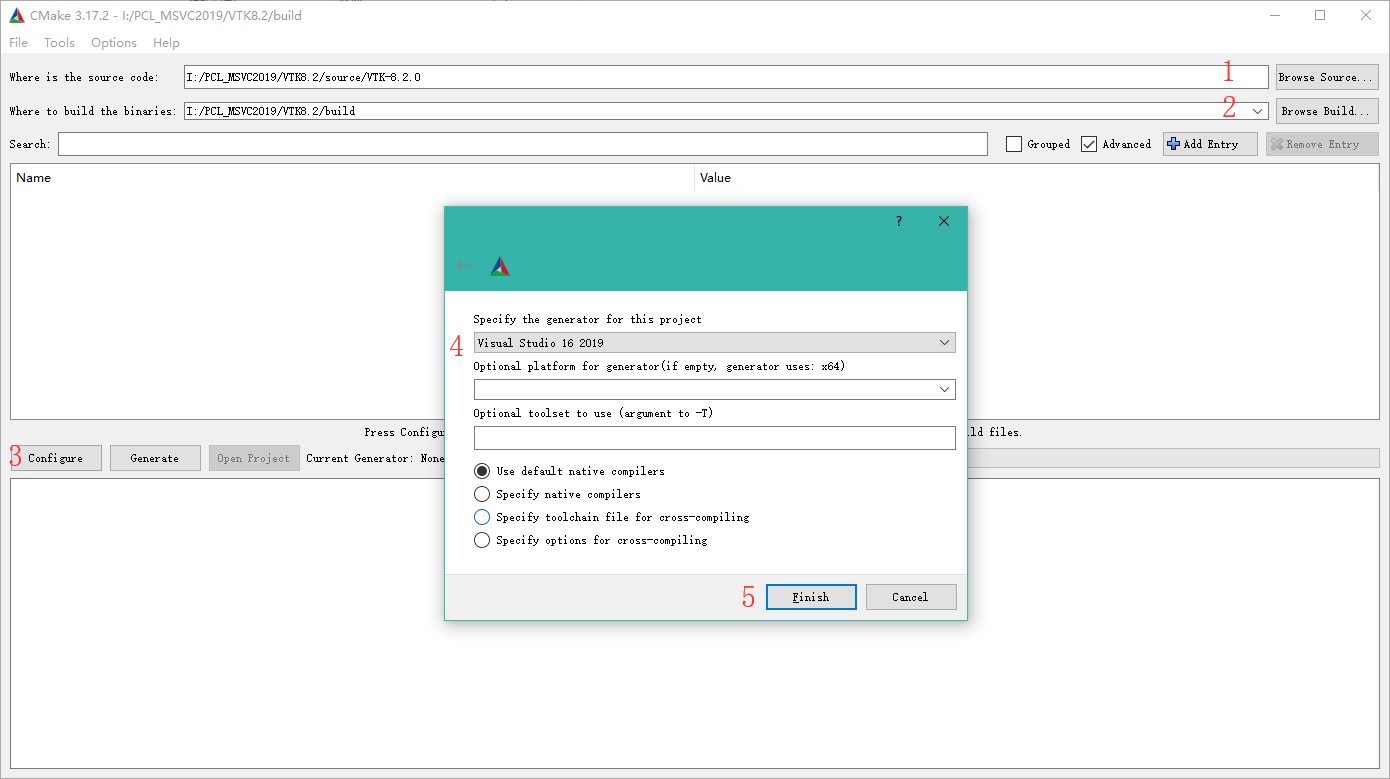 CMake 3.17.2 - I:/PCL_MSVC2019/VTK8.2/build
File Tools Options Help
Where is the source code: I:/PCL_MSVC2019/VTK8.2/source/VTK-8.2.0 1 Browse Source...
Where to build the binaries: I:/PCL_MSVC2019/VTK8.2/build 2 Browse Build...
Search: Grouped Advanced Add Entry Remove Entry
Name Value
?
Specify the generator for this project
4 Visual Studio 16 2019
Optional platform for generator(if empty, generator uses: x64)
Optional toolset to use (argument to -T)
Press Configu ld files.
3 Configure Generate Open Project Current Generator: None
Use default native compilers
Specify native compilers
Specify toolchain file for cross-compiling
Specify options for cross-compiling
5 Finish Cancel